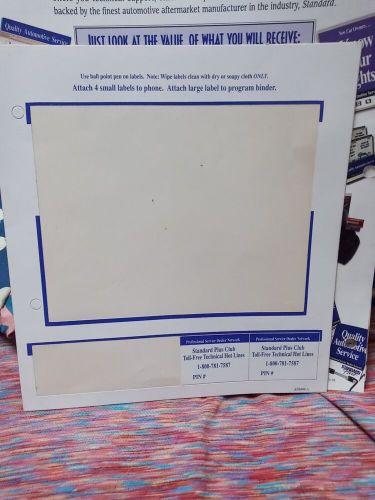 backed by the finest automotive aftermarket manufacturer in the industry, Standard.
JUST LOOK AT THE VALUE OF WHAT YOU WILL RECEIVE:
Quality
Automotive
Service
Use ball point pen on labels. Note: Wipe labels clean with dry or soapy cloth ONLY.
Attach 4 small labels to phone. Attach large label to program binder.
Professional Service Dealer Network
Standard Plus Club
Toll-Free Technical Hot Lines
1-800-781-7587
PIN #
Professional Service Dealer Network
Standard Plus Club
Toll-Free Technical Hot Lines
1-800-781-7587
PIN #
Quality
Automotive
Service